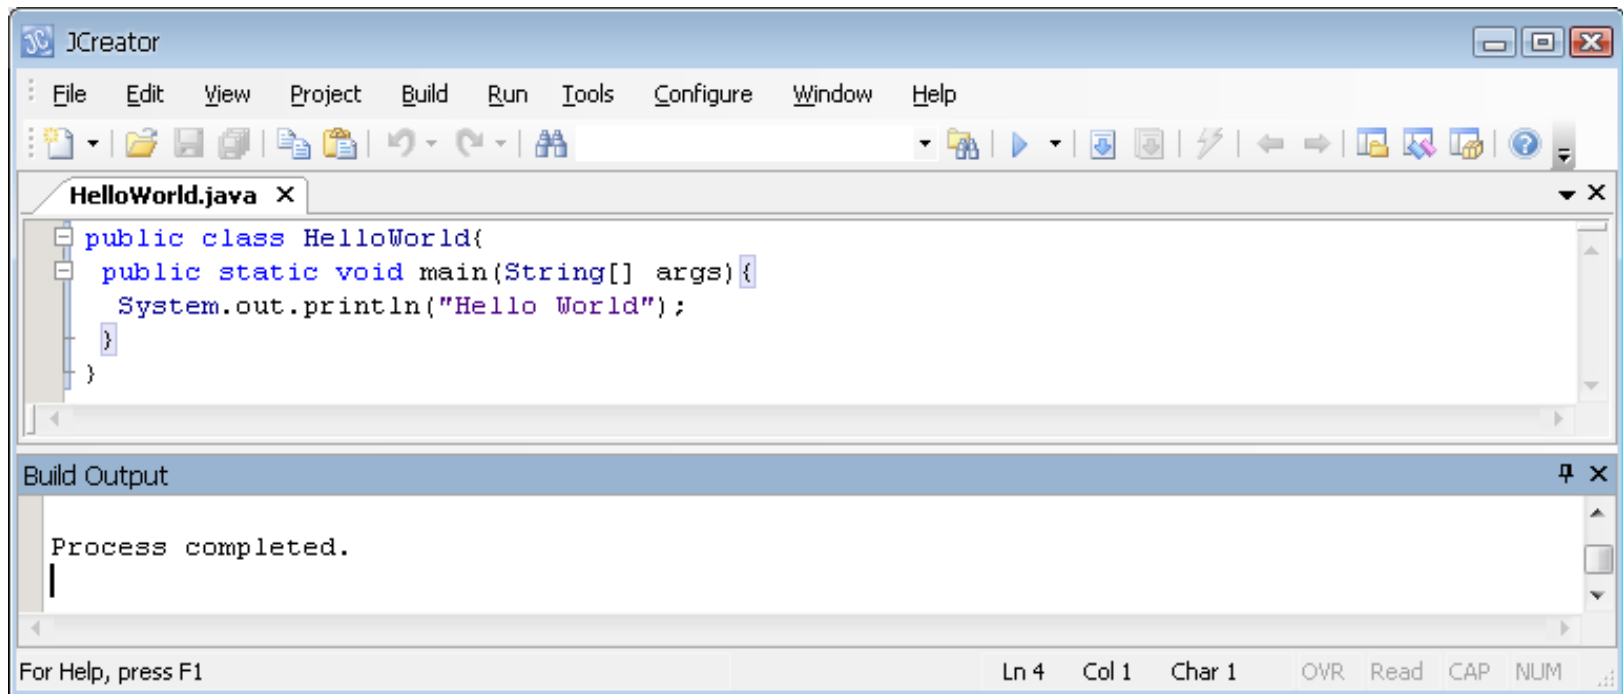 JCreator
File Edit View Project Build Run Tools Configure Window Help
HelloWorld.java
public class HelloWorld{
public static void main(String[] args){
System.out.println("Hello World");
}
}
Build Output
Process completed.
For Help, press F1 Ln 4 Col 1 Char 1 OVR Read CAP NUM